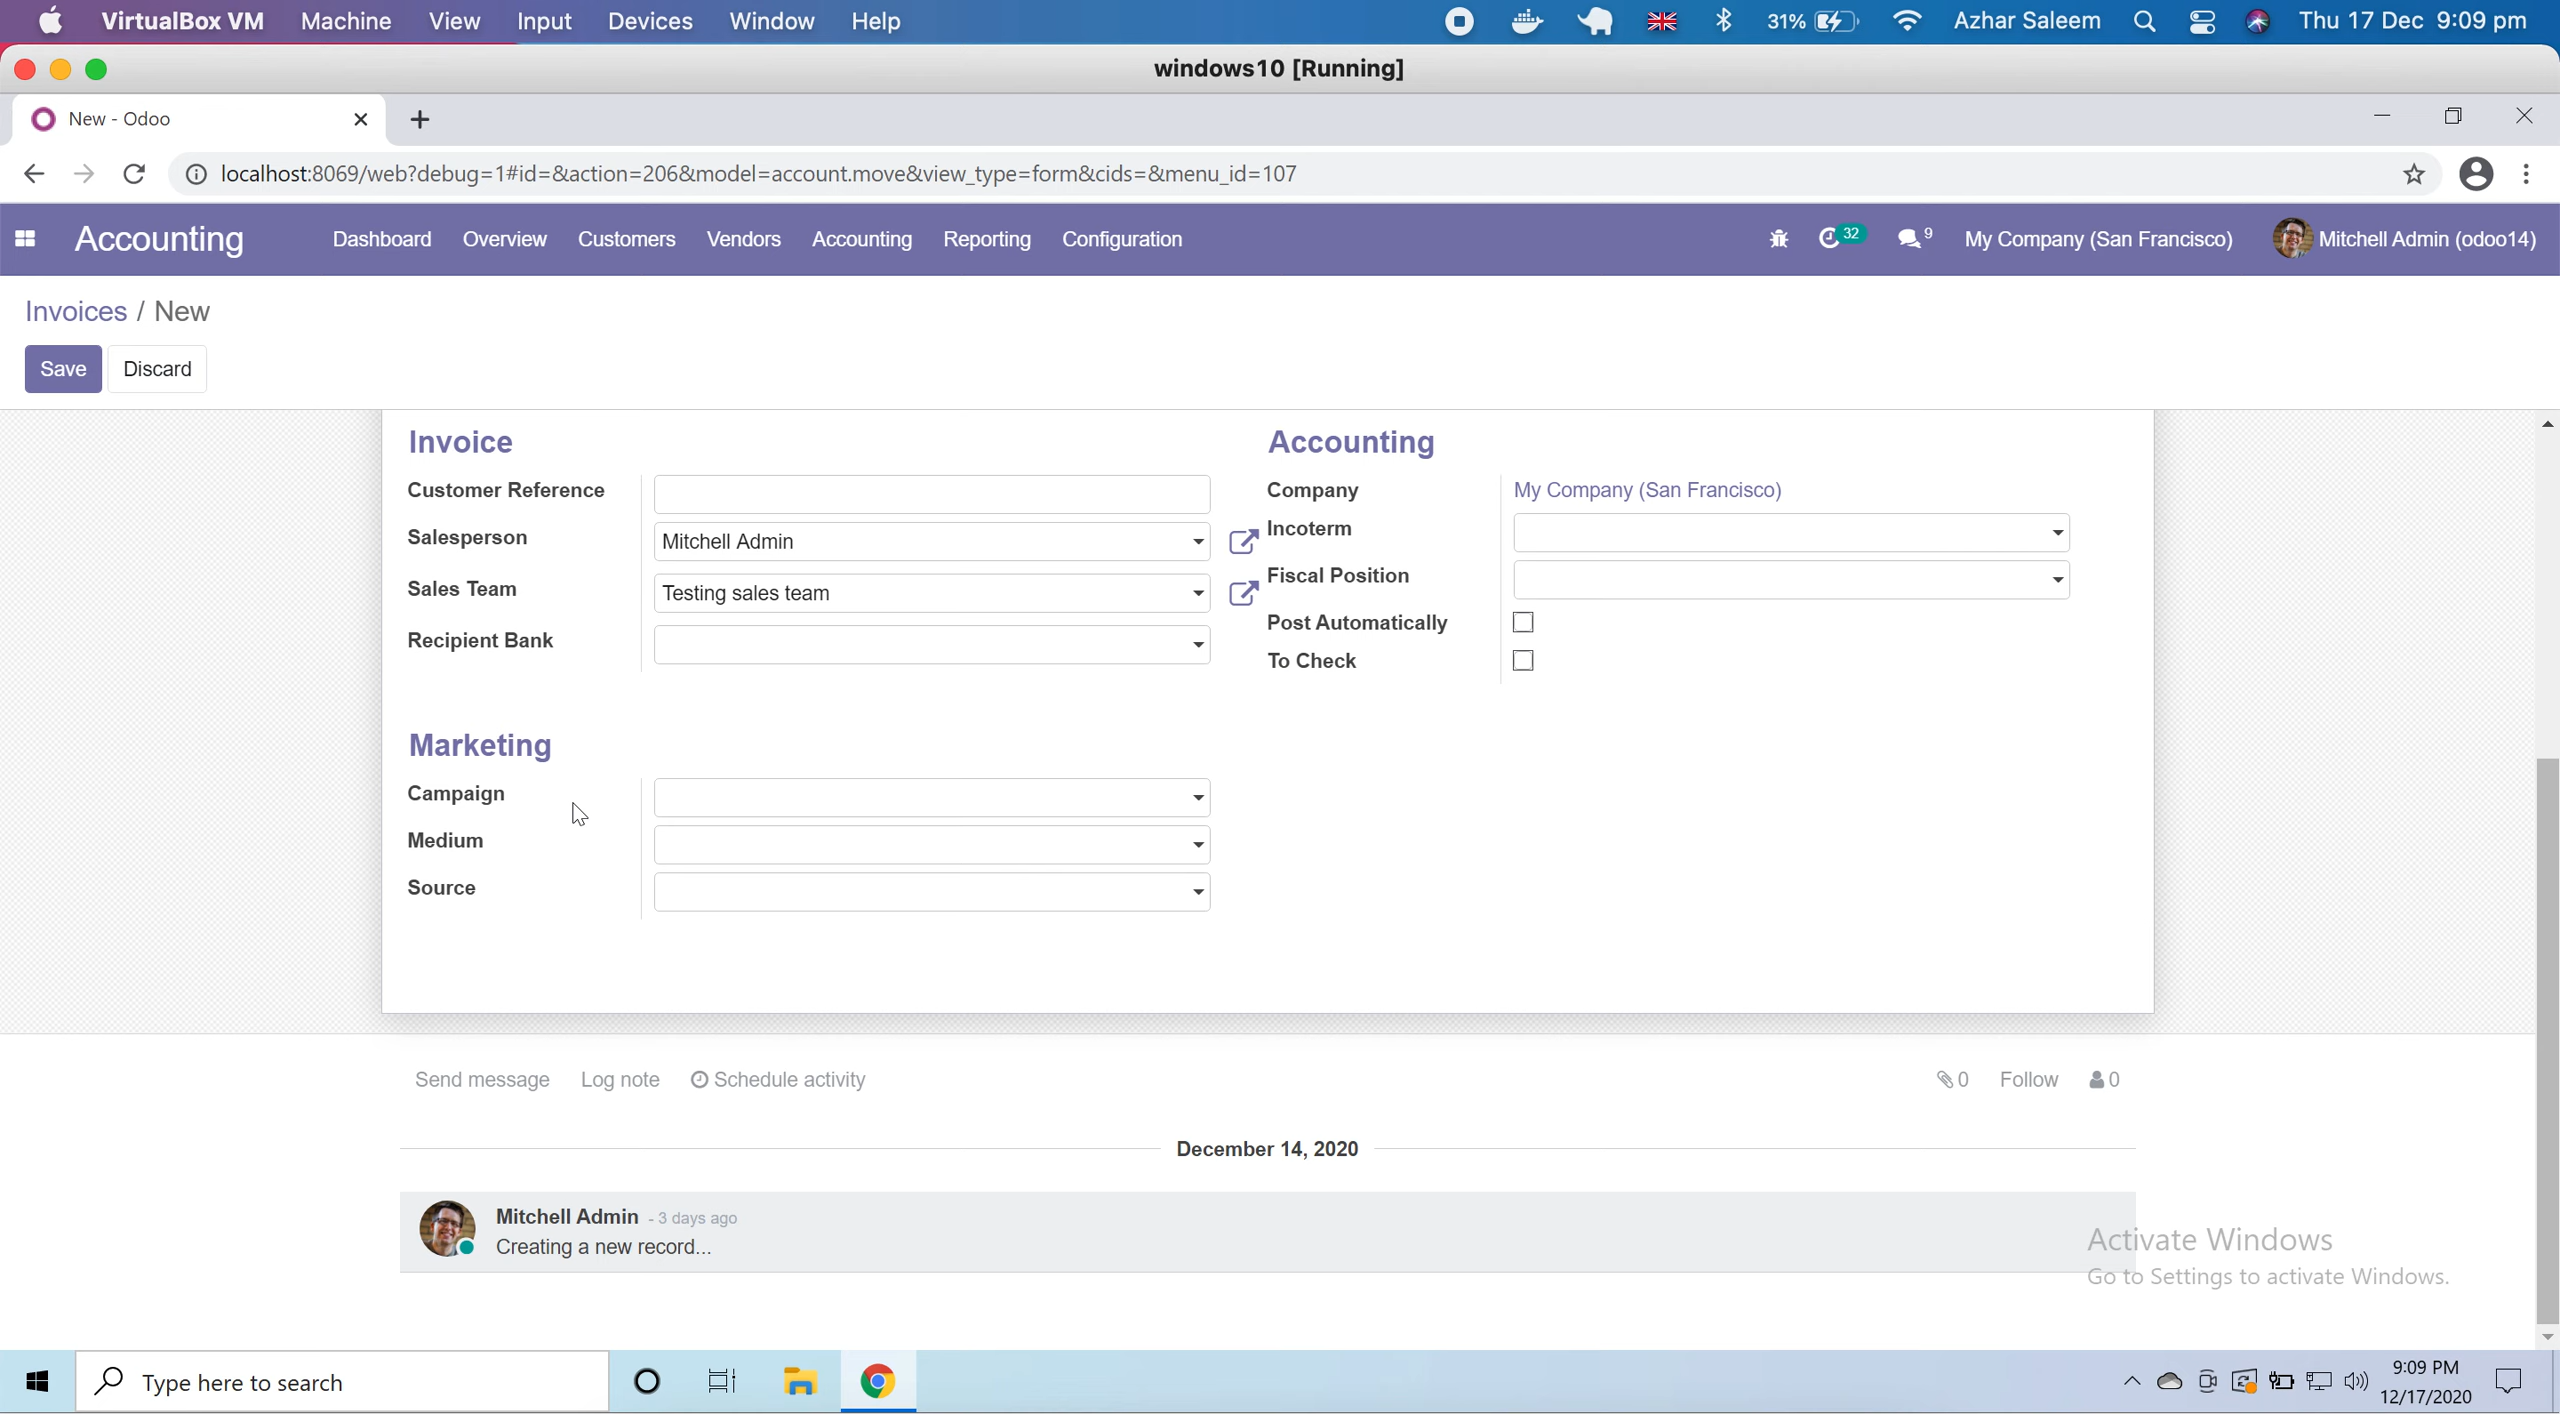 VirtualBox VM Machine View Input Devices Window Help 31% Azhar Saleem Thu 17 Dec 9:09 pm
windows10 [Running]
New - Odoo
localhost:8069/web?debug=1#id=&action=206&model=account.move&view_type=form&cids=&menu_id=107
Accounting Dashboard Overview Customers Vendors Accounting Reporting Configuration 32 9 My Company (San Francisco) Mitchell Admin (odoo14)
Invoices / New
Save Discard
Invoice Accounting
Customer Reference Company My Company (San Francisco)
Salesperson Mitchell Admin Incoterm
Sales Team Testing sales team Fiscal Position
Recipient Bank Post Automatically
To Check
Marketing
Campaign
Medium
Source
Send message Log note Schedule activity 0 Follow 0
December 14, 2020
Mitchell Admin - 3 days ago
Creating a new record...
Activate Windows
Go to Settings to activate Windows.
Type here to search 9:09 PM
12/17/2020